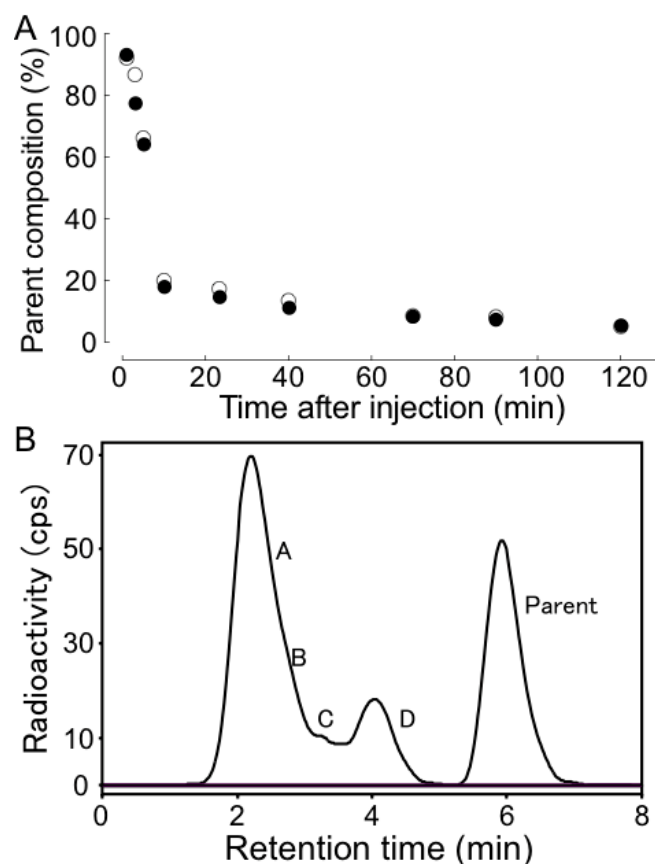 A
Parent composition (%)
100
80
60
40
20
0
0 20 40 60 80 100 120
Time after injection (min)
B
Radioactivity (cps)
70
50
30
10
0
A
B
C
D
Parent
0 2 4 6 8
Retention time (min)